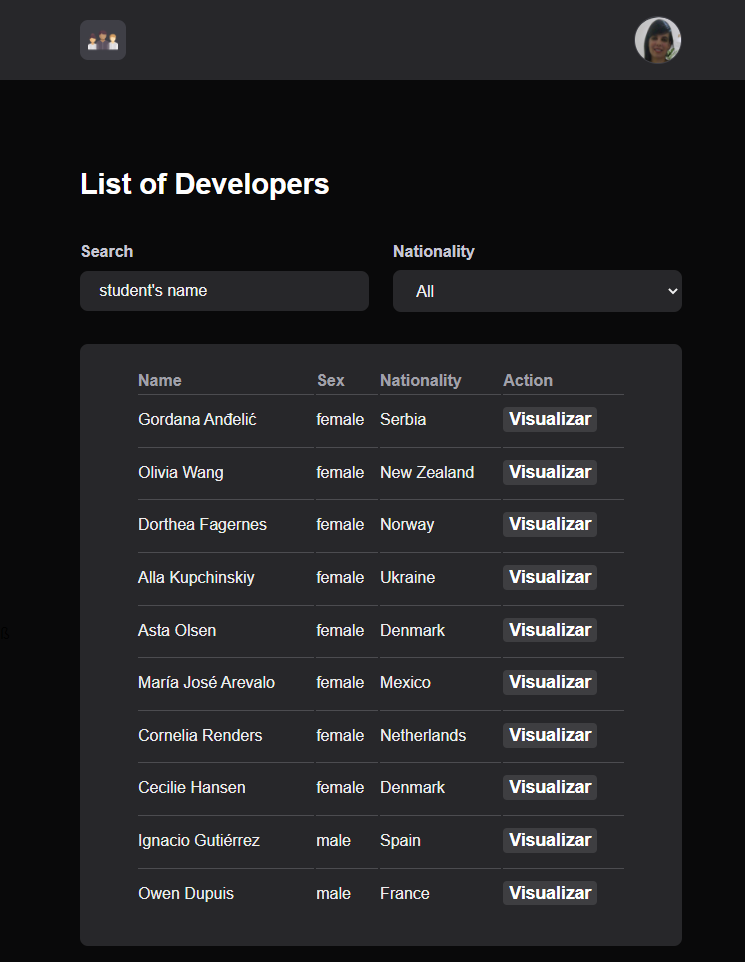 List of Developers
Search Nationality
student's name All
Name Sex Nationality Action
Gordana Anđelić female Serbia Visualizar
Olivia Wang female New Zealand Visualizar
Dorthea Fagernes female Norway Visualizar
Alla Kupchinskiy female Ukraine Visualizar
Asta Olsen female Denmark Visualizar
ß
María José Arevalo female Mexico Visualizar
Cornelia Renders female Netherlands Visualizar
Cecilie Hansen female Denmark Visualizar
Ignacio Gutiérrez male Spain Visualizar
Owen Dupuis male France Visualizar